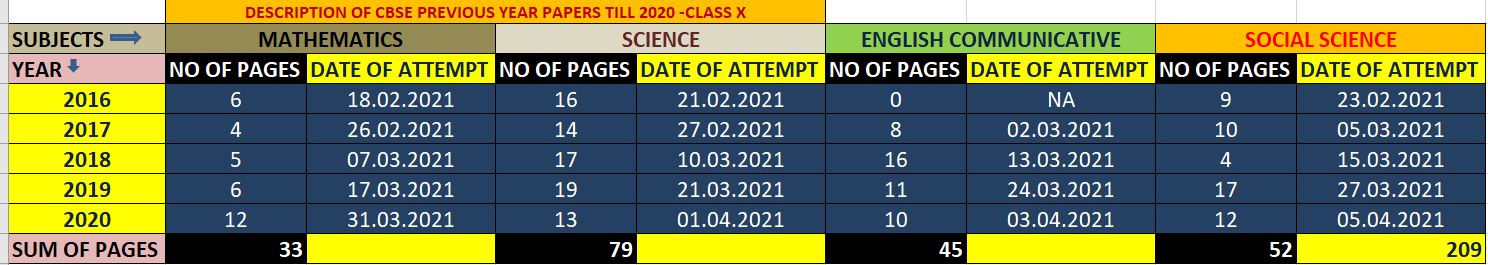 DESCRIPTION OF CBSE PREVIOUS YEAR PAPERS TILL 2020 -CLASS X
SUBJECTS MATHEMATICS SCIENCE ENGLISH COMMUNICATIVE SOCIAL SCIENCE
YEAR NO OF PAGES DATE OF ATTEMPT NO OF PAGES DATE OF ATTEMPT NO OF PAGES DATE OF ATTEMPT NO OF PAGES DATE OF ATTEMPT
2016 6 18.02.2021 16 21.02.2021 0 NA 9 23.02.2021
2017 4 26.02.2021 14 27.02.2021 8 02.03.2021 10 05.03.2021
2018 5 07.03.2021 17 10.03.2021 16 13.03.2021 4 15.03.2021
2019 6 17.03.2021 19 21.03.2021 11 24.03.2021 17 27.03.2021
2020 12 31.03.2021 13 01.04.2021 10 03.04.2021 12 05.04.2021
SUM OF PAGES 33 79 45 52 209